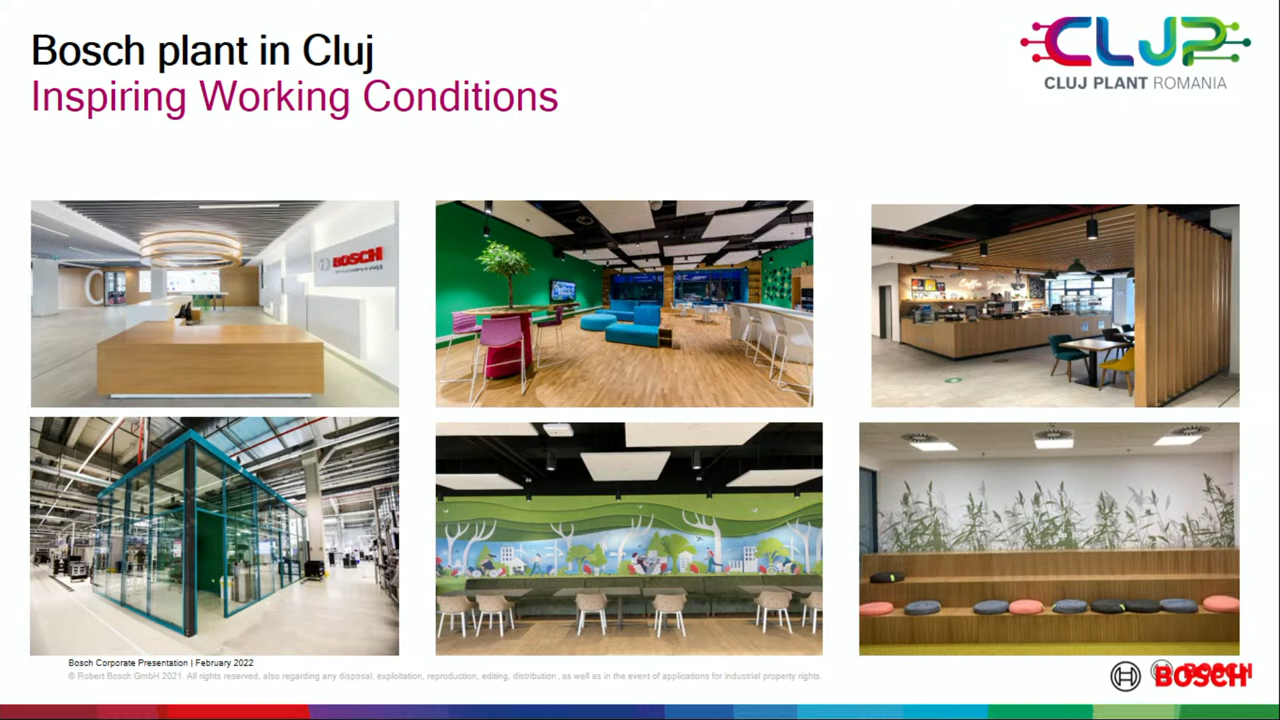 Bosch plant in Cluj
Inspiring Working Conditions
CLJP
CLUJ PLANT ROMANIA
BOSCH
Bosch Corporate Presentation | February 2022
© Robert Bosch GmbH 2021. All rights reserved, also regarding any disposal, exploitation, reproduction, editing, distribution, as well as in the event of applications for industrial property rights.
BOSCH
BOSCH